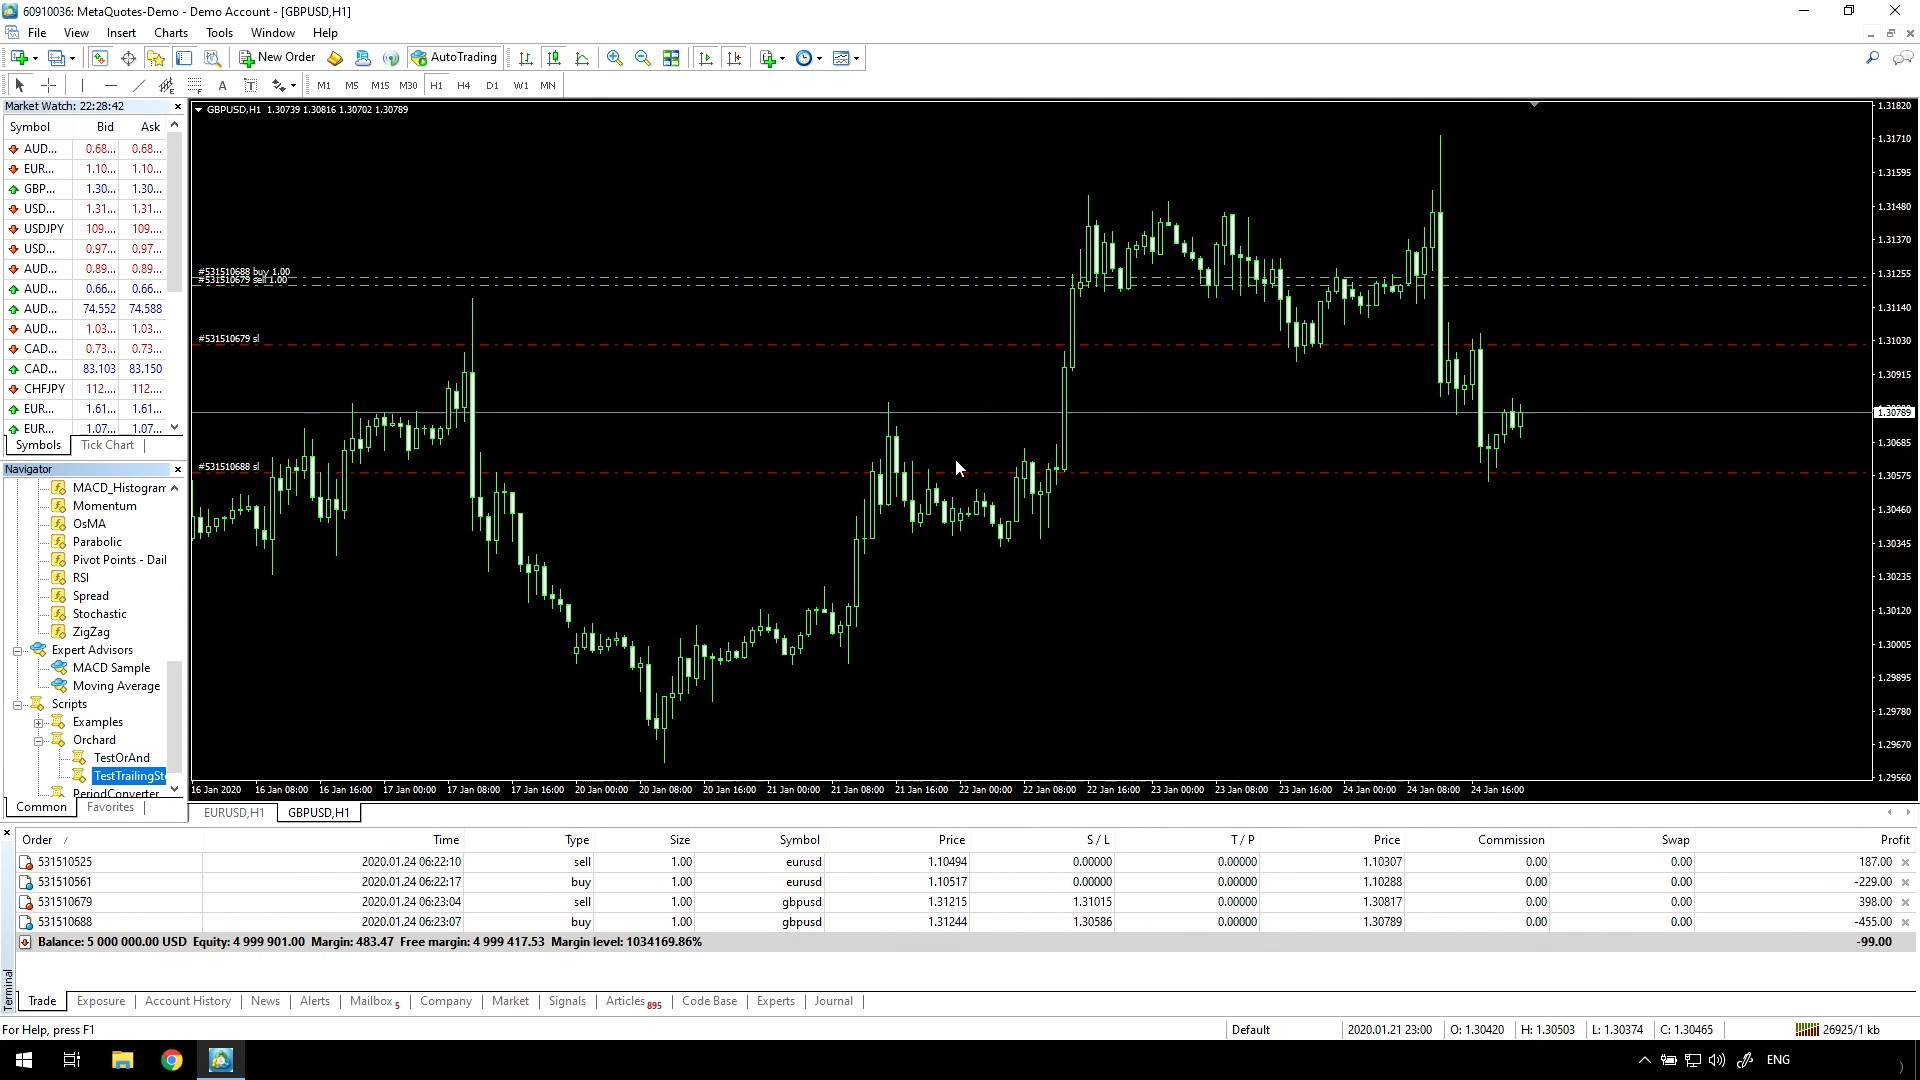 60910036: MetaQuotes-Demo - Demo Account - [GBPUSD,H1]
File View Insert Charts Tools Window Help
New Order AutoTrading
A T M1 M5 M15 M30 H1 H4 D1 W1 MN
Market Watch: 22:28:42
Symbol Bid Ask
AUD... 0.68... 0.68...
EUR... 1.10... 1.10...
GBP... 1.30... 1.30...
USD... 1.31... 1.31...
USDJPY 109.... 109....
USD... 0.97... 0.97...
AUD... 0.89... 0.89...
AUD... 0.66... 0.66...
AUD... 74.552 74.588
AUD... 1.03... 1.03...
CAD... 0.73... 0.73...
CAD... 83.103 83.150
CHFJPY 112.... 112....
EUR... 1.61... 1.61...
EUR... 1.07... 1.07...
Symbols Tick Chart
Navigator
MACD_Histogram
Momentum
OsMA
Parabolic
Pivot Points - Dail
RSI
Spread
Stochastic
ZigZag
Expert Advisors
MACD Sample
Moving Average
Scripts
Examples
Orchard
TestOrAnd
TestTrailingSt
PeriodConverter
Common Favorites
GBPUSD,H1 1.30739 1.30816 1.30702 1.30789
#531510688 buy 1.00
#531510679 sell 1.00
#531510679 sl
#531510688 sl
1.31820
1.31710
1.31595
1.31480
1.31370
1.31255
1.31140
1.31030
1.30915
1.30789
1.30685
1.30575
1.30460
1.30345
1.30235
1.30120
1.30005
1.29895
1.29780
1.29670
1.29560
16 Jan 2020 16 Jan 08:00 16 Jan 16:00 17 Jan 00:00 17 Jan 08:00 17 Jan 16:00 20 Jan 00:00 20 Jan 08:00 20 Jan 16:00 21 Jan 00:00 21 Jan 08:00 21 Jan 16:00 22 Jan 00:00 22 Jan 08:00 22 Jan 16:00 23 Jan 00:00 23 Jan 08:00 23 Jan 16:00 24 Jan 00:00 24 Jan 08:00 24 Jan 16:00
EURUSD,H1 GBPUSD,H1
Order / Time Type Size Symbol Price S / L T / P Price Commission Swap Profit
531510525 2020.01.24 06:22:10 sell 1.00 eurusd 1.10494 0.00000 0.00000 1.10307 0.00 0.00 187.00
531510561 2020.01.24 06:22:17 buy 1.00 eurusd 1.10517 0.00000 0.00000 1.10288 0.00 0.00 -229.00
531510679 2020.01.24 06:23:04 sell 1.00 gbpusd 1.31215 1.31015 0.00000 1.30817 0.00 0.00 398.00
531510688 2020.01.24 06:23:07 buy 1.00 gbpusd 1.31244 1.30586 0.00000 1.30789 0.00 0.00 -455.00
Balance: 5 000 000.00 USD Equity: 4 999 901.00 Margin: 483.47 Free margin: 4 999 417.53 Margin level: 1034169.86% -99.00
Terminal
Trade Exposure Account History News Alerts Mailbox 5 Company Market Signals Articles 895 Code Base Experts Journal
For Help, press F1 Default 2020.01.21 23:00 O: 1.30420 H: 1.30503 L: 1.30374 C: 1.30465 26925/1 kb
ENG